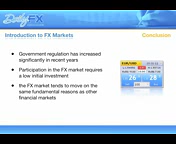 DailyFX
Introduction to FX Markets
Conclusion
Government regulation has increased
significantly in recent years
Participation in the FX market requires
a low initial investment
the FX market tends to move on the
same fundamental reasons as other
financial markets
EUR/USD